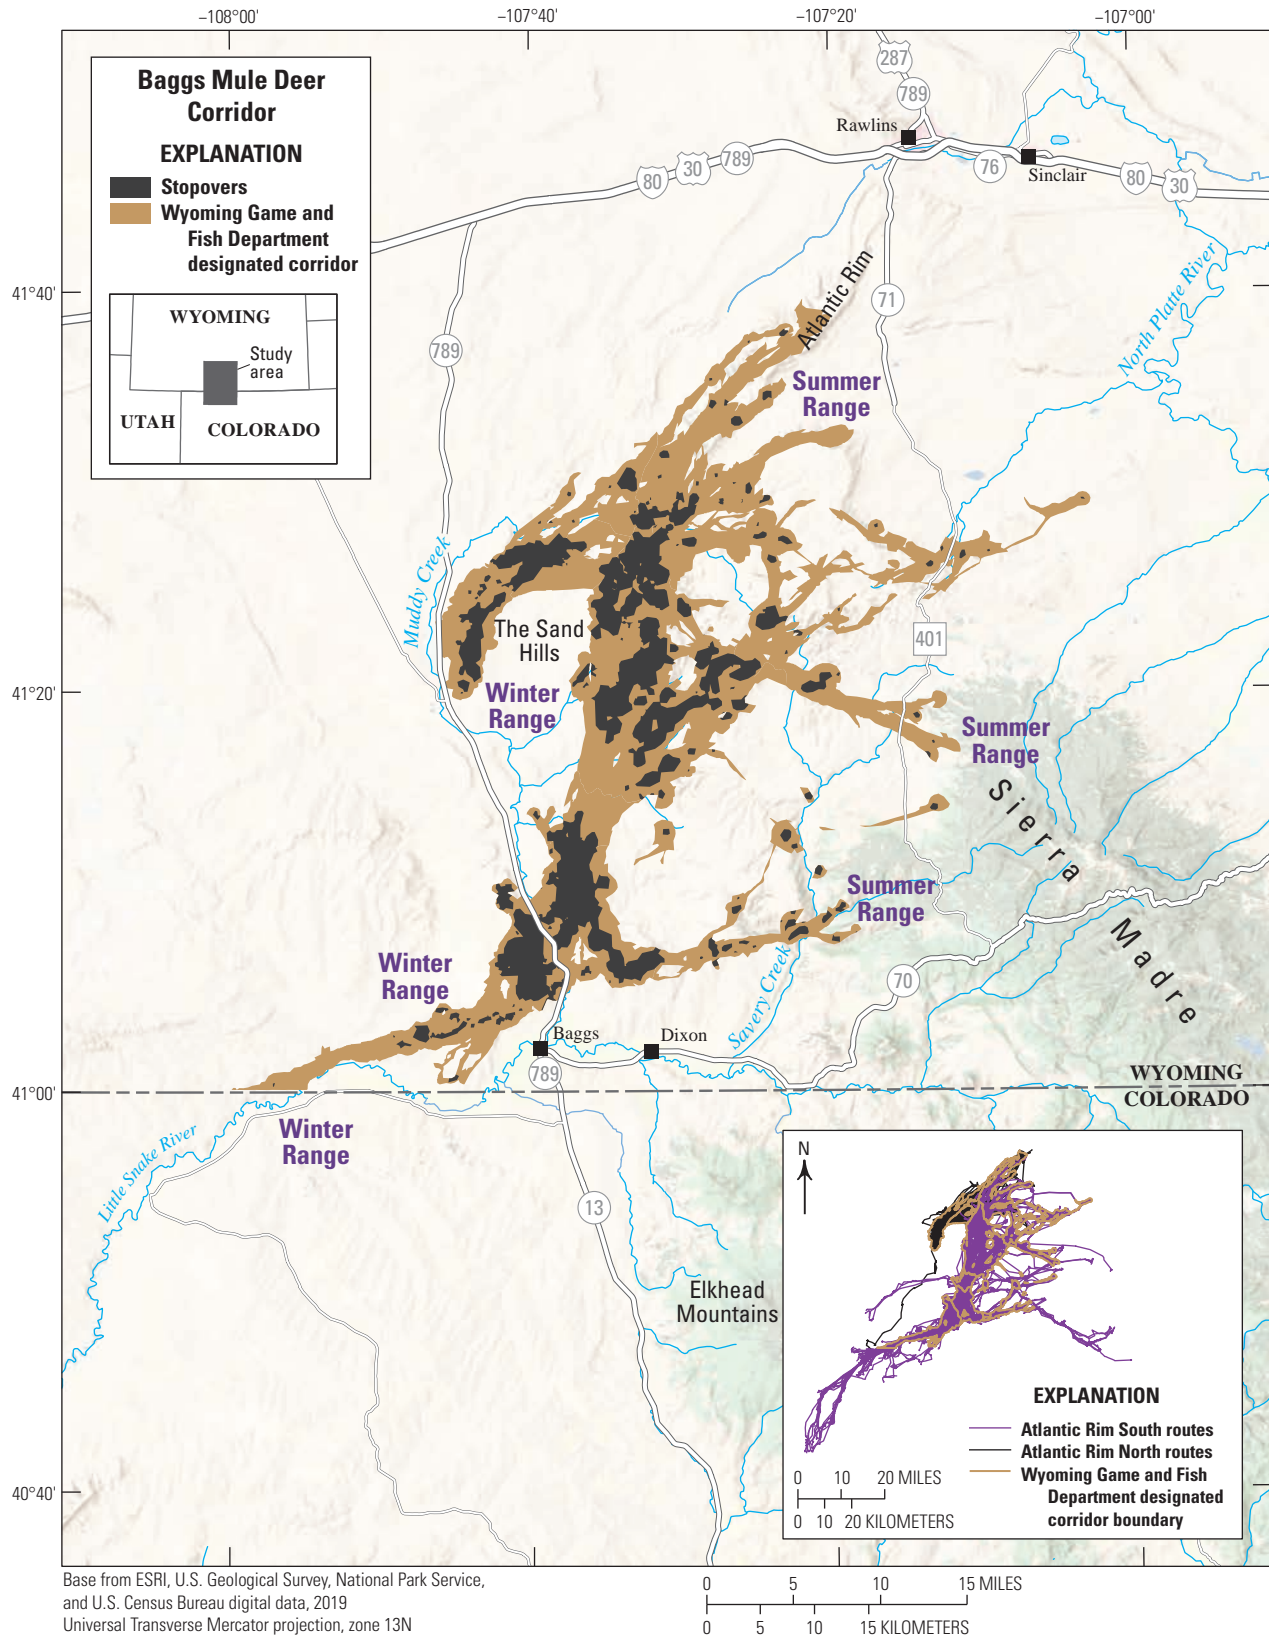 −108°00'
−107°40'
−107°20'
−107°00'
Baggs Mule Deer
Corridor
EXPLANATION
Stopovers
Wyoming Game and
Fish Department
designated corridor
WYOMING
Study
area
UTAH
COLORADO
287
789
Rawlins
80
30
789
76
Sinclair
80
30
41°40'
789
71
Atlantic Rim
North Platte River
Summer
Range
Muddy Creek
The Sand
Hills
401
41°20'
Winter
Range
Summer
Range
Sierra
Madre
Summer
Range
Winter
Range
Savery Creek
70
Baggs
Dixon
789
WYOMING
COLORADO
41°00'
Winter
Range
Little Snake River
13
Elkhead
Mountains
40°40'
N
EXPLANATION
Atlantic Rim South routes
Atlantic Rim North routes
Wyoming Game and Fish
Department designated
corridor boundary
0 10 20 MILES
0 10 20 KILOMETERS
Base from ESRI, U.S. Geological Survey, National Park Service,
and U.S. Census Bureau digital data, 2019
Universal Transverse Mercator projection, zone 13N
0 5 10 15 MILES
0 5 10 15 KILOMETERS